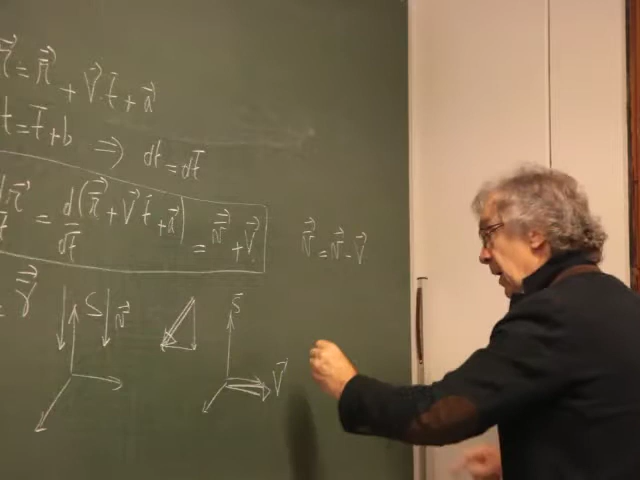 r⃗ = r̿⃗ + V⃗ t̄ + a⃗
t = t̄ + b ⇒ dt = dt̄
dr⃗ / dt̄ = d(r̿⃗ + V⃗ t̄ + a⃗) / dt̄ = v̿⃗ + V⃗
v̿⃗ = v⃗ - V⃗
= γ̿⃗
S v⃗
S̄
V⃗